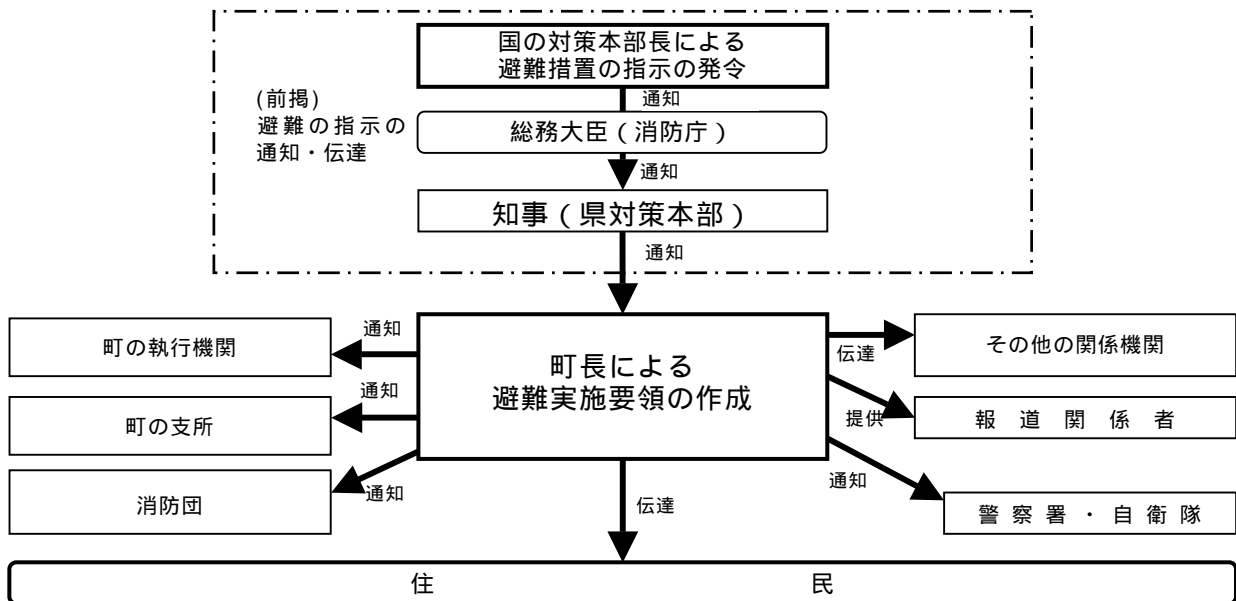 国の対策本部長による
避難措置の指示の発令
通知
(前掲)
避難の指示の
通知・伝達
総務大臣(消防庁)
通知
知事(県対策本部)
通知
町の執行機関
通知
町の支所
通知
消防団
通知
町長による
避難実施要領の作成
伝達
その他の関係機関
提供
報道関係者
通知
警察署・自衛隊
伝達
住民